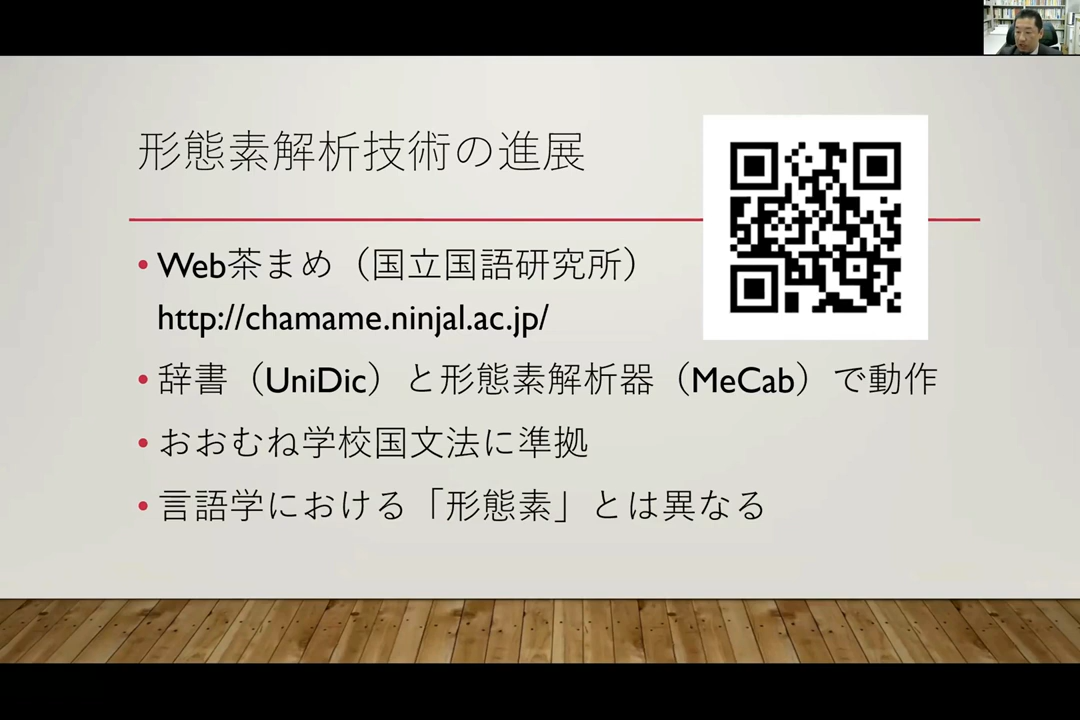 形態素解析技術の進展
• Web茶まめ（国立国語研究所）
http://chamame.ninjal.ac.jp/
• 辞書（UniDic）と形態素解析器（MeCab）で動作
• おおむね学校国文法に準拠
• 言語学における「形態素」とは異なる